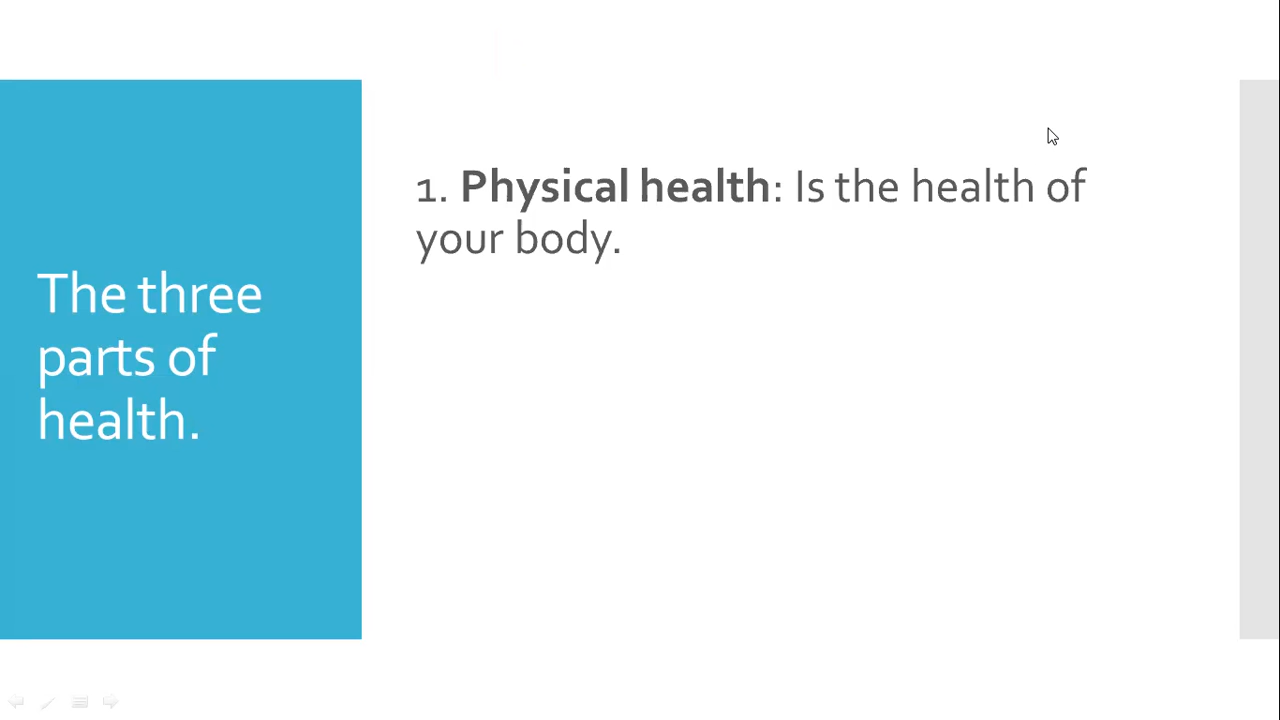 The three
parts of
health.
1. Physical health: Is the health of
your body.